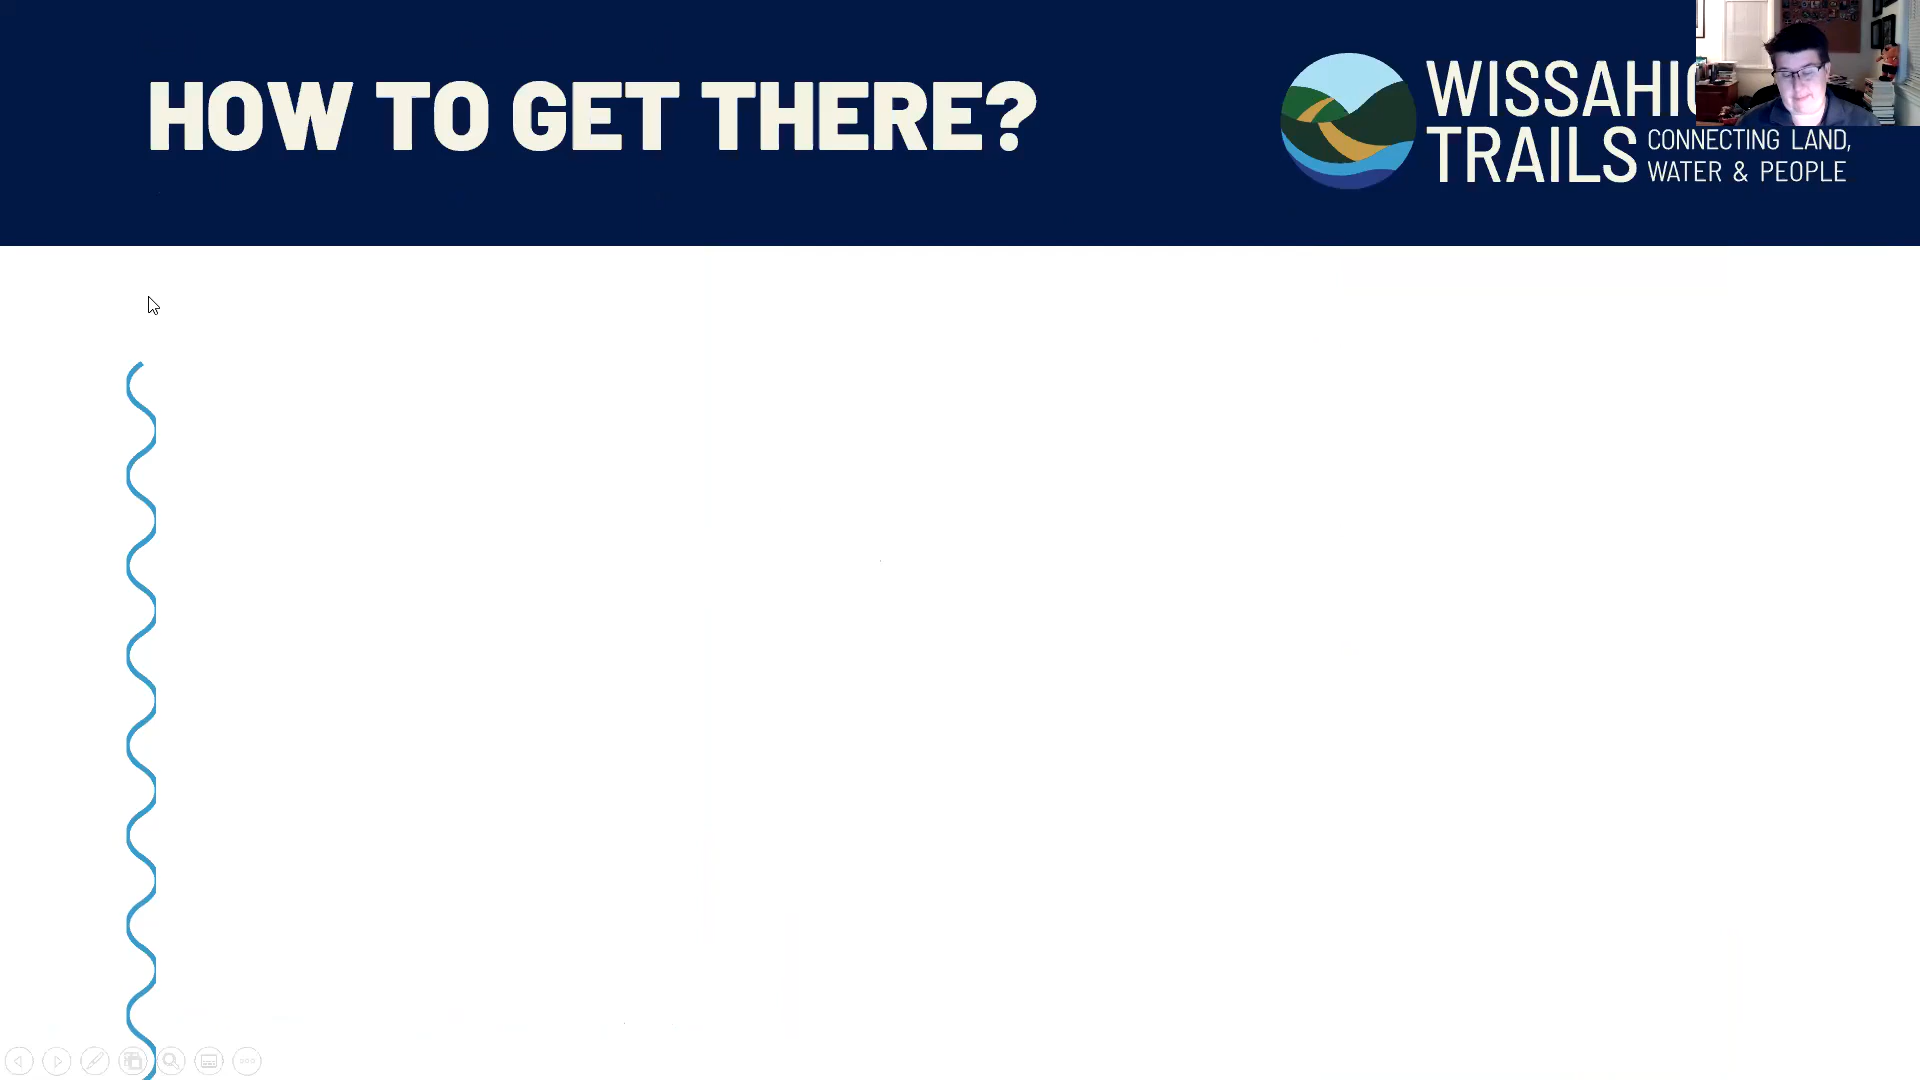 HOW TO GET THERE?
WISSAHIC
TRAILS
CONNECTING LAND,
WATER & PEOPLE